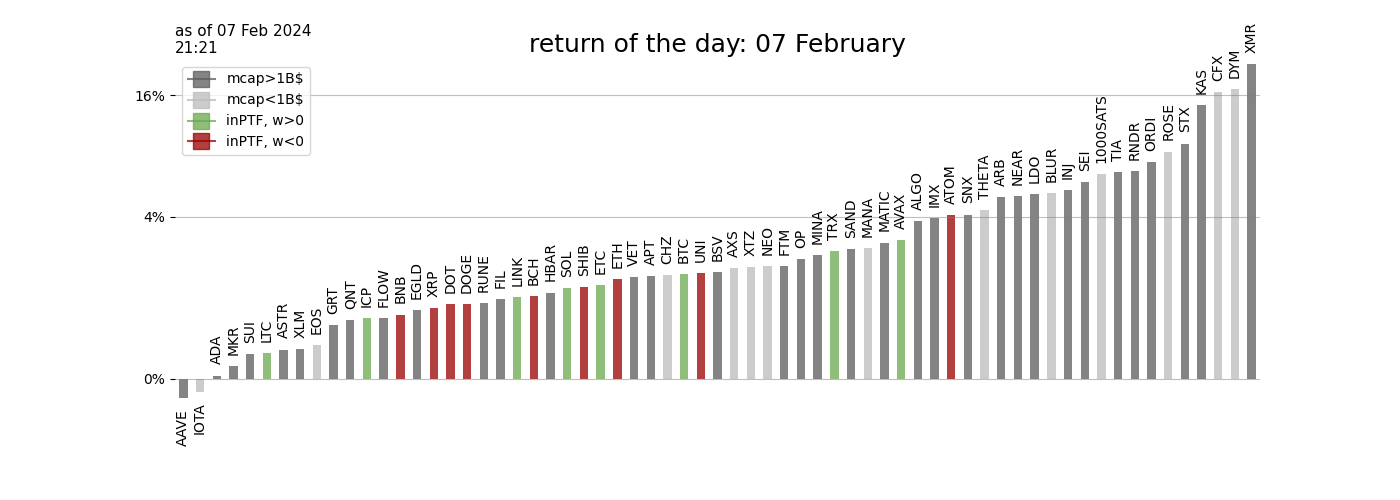 as of 07 Feb 2024
21:21
return of the day: 07 February
mcap>1B$
mcap<1B$
inPTF, w>0
inPTF, w<0
16%
4%
0%
AAVE
IOTA
ADA
MKR
SUI
LTC
ASTR
XLM
EOS
GRT
QNT
ICP
FLOW
BNB
EGLD
XRP
DOT
DOGE
RUNE
FIL
LINK
BCH
HBAR
SOL
SHIB
ETC
ETH
VET
APT
CHZ
BTC
UNI
BSV
AXS
XTZ
NEO
FTM
OP
MINA
TRX
SAND
MANA
MATIC
AVAX
ALGO
IMX
ATOM
SNX
THETA
ARB
NEAR
LDO
BLUR
INJ
SEI
1000SATS
TIA
RNDR
ORDI
ROSE
STX
KAS
CFX
DYM
XMR